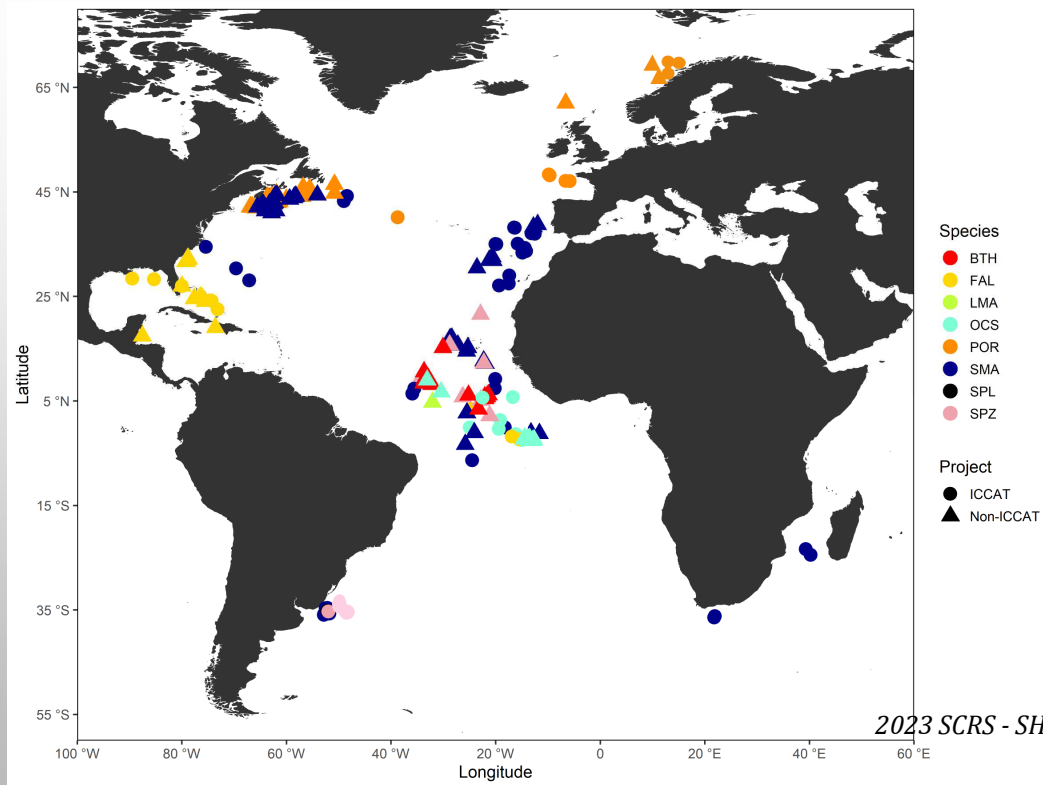 65 °N
45 °N
25 °N
5 °N
15 °S
35 °S
55 °S
Latitude
100 °W
80 °W
60 °W
40 °W
20 °W
0
20 °E
40 °E
60 °E
Longitude
Species
BTH
FAL
LMA
OCS
POR
SMA
SPL
SPZ
Project
ICCAT
Non-ICCAT
2023 SCRS - SH